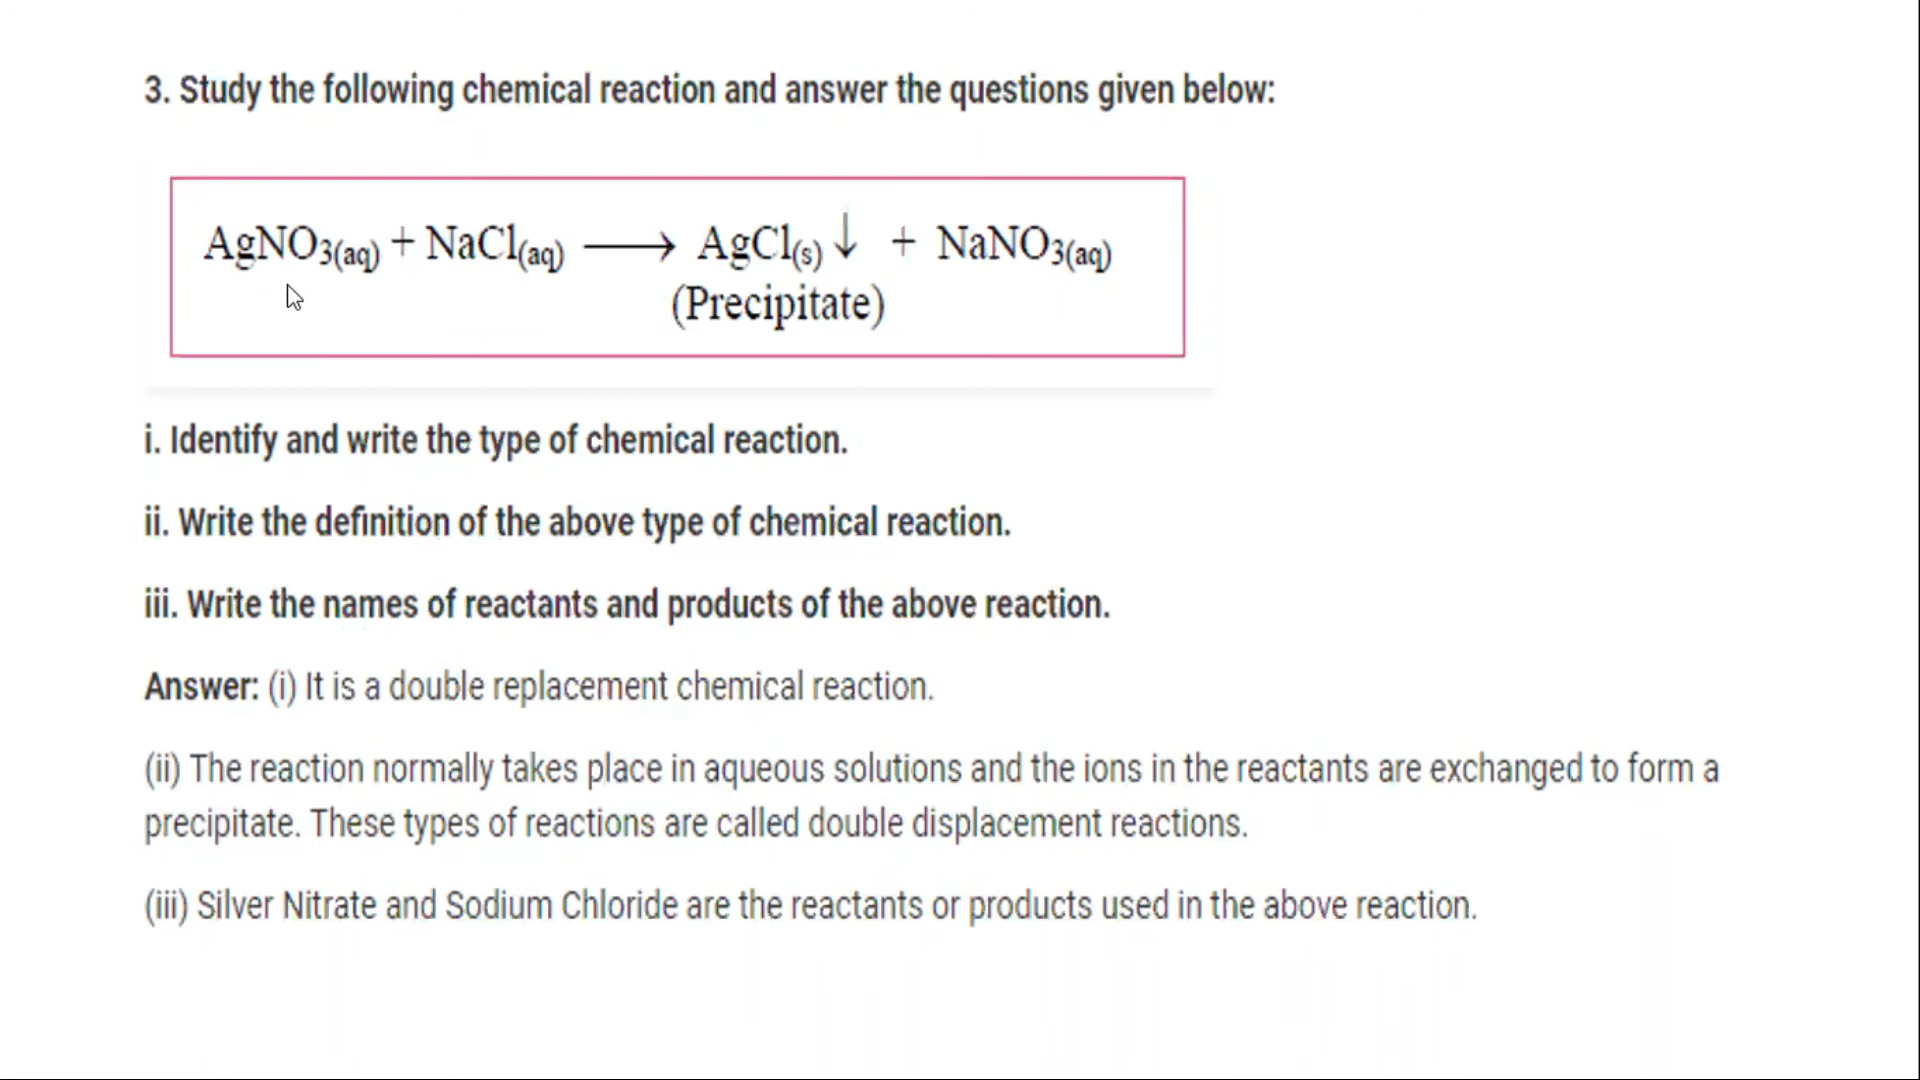 3. Study the following chemical reaction and answer the questions given below:
AgNO3(aq) + NaCl(aq) ⟶ AgCl(s)↓ + NaNO3(aq)
(Precipitate)
i. Identify and write the type of chemical reaction.
ii. Write the definition of the above type of chemical reaction.
iii. Write the names of reactants and products of the above reaction.
Answer: (i) It is a double replacement chemical reaction.
(ii) The reaction normally takes place in aqueous solutions and the ions in the reactants are exchanged to form a
precipitate. These types of reactions are called double displacement reactions.
(iii) Silver Nitrate and Sodium Chloride are the reactants or products used in the above reaction.